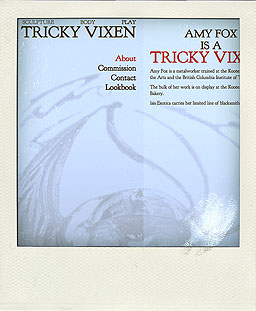 SCULPTURE BODY PLAY
TRICKY VIXEN
About
Commission
Contact
Lookbook
AMY FOX
IS A
TRICKY VIX
Amy Fox is a metalworker trained at the Koote
the Arts and the British Columbia Institute of T
The bulk of her work is on display at the Koote
Bakery.
Isis Exotica carries her limited line of blacksmith